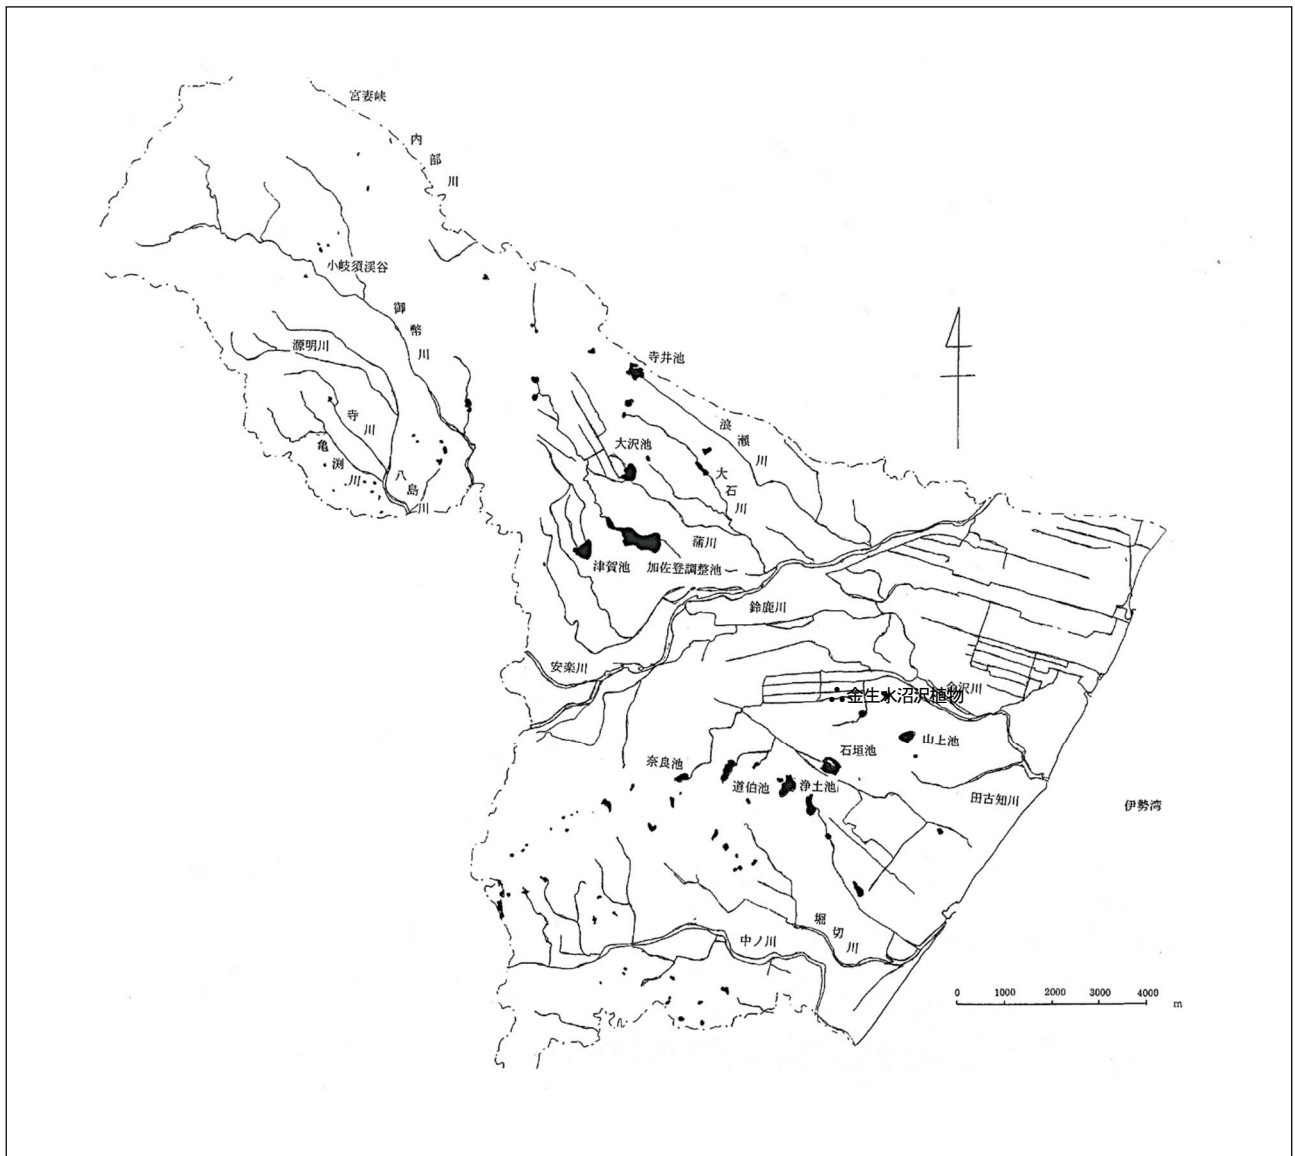 宮妻峡
内部川
小岐須渓谷
御幣川
源明川
寺井池
寺川
浪瀬川
亀渕川
大沢池
八島川
大石川
蒲川
津賀池
加佐登調整池
鈴鹿川
安楽川
金沢川
金生水沼沢植物
山上池
石垣池
奈良池
道伯池
浄土池
田古知川
伊勢湾
堀切川
中ノ川
0 1000 2000 3000 4000 m